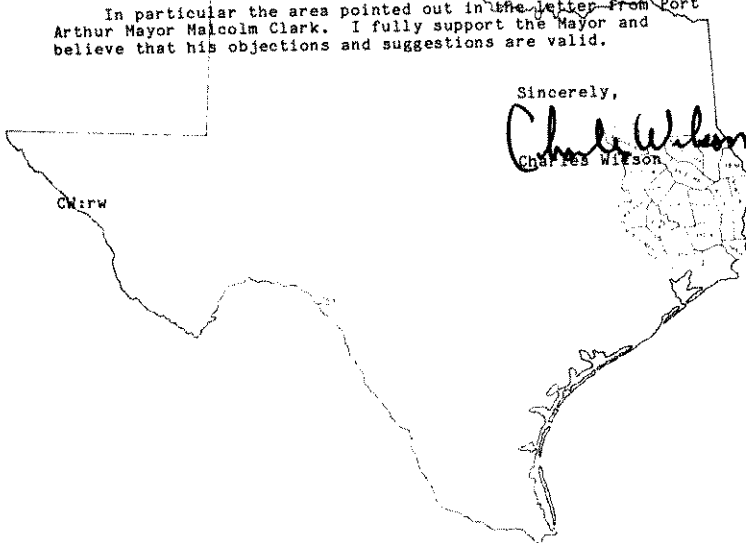 In particular the area pointed out in the letter from Port
Arthur Mayor Malcolm Clark. I fully support the Mayor and
believe that his objections and suggestions are valid.
Sincerely,
Charles Wilson
Charles Wilson
CW:rw